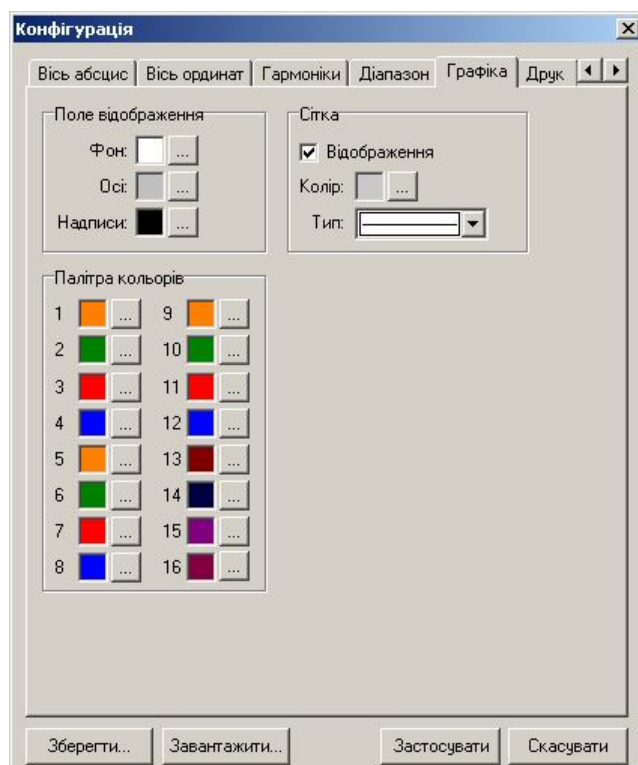 Конфігурація
Вісь абсцис Вісь ординат Гармоніки Діапазон Графіка Друк
Поле відображення
Фон: ...
Осі: ...
Надписи: ...
Сітка
Відображення
Колір: ...
Тип:
Палітра кольорів
1 ... 9 ...
2 ... 10 ...
3 ... 11 ...
4 ... 12 ...
5 ... 13 ...
6 ... 14 ...
7 ... 15 ...
8 ... 16 ...
Зберегти... Завантажити... Застосувати Скасувати